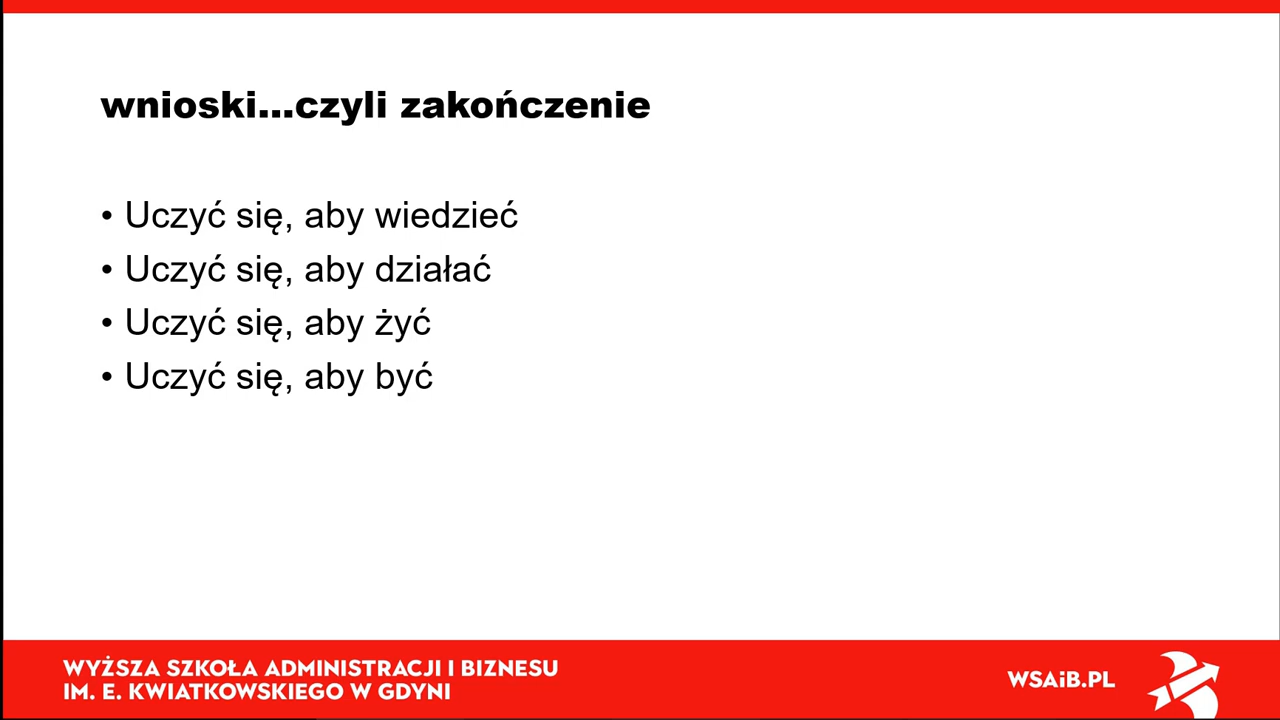 wnioski...czyli zakończenie
• Uczyć się, aby wiedzieć
• Uczyć się, aby działać
• Uczyć się, aby żyć
• Uczyć się, aby być
WYŻSZA SZKOŁA ADMINISTRACJI I BIZNESU
IM. E. KWIATKOWSKIEGO W GDYNI
WSAiB.PL